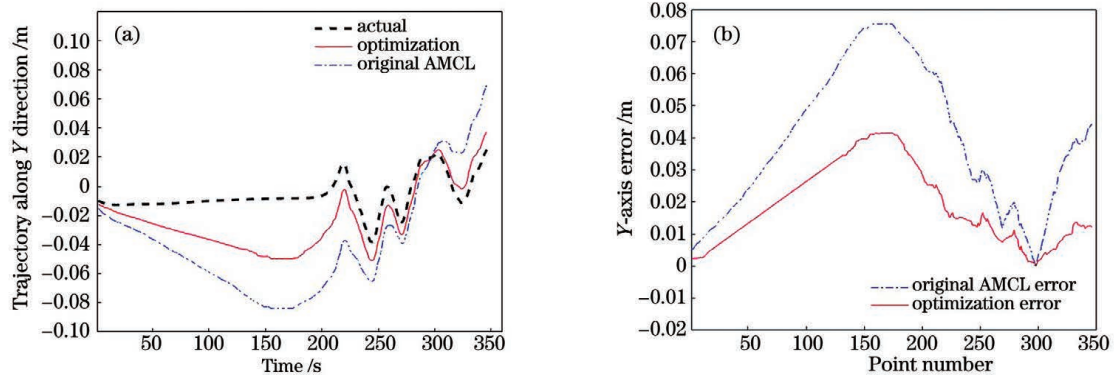 (a)
actual
optimization
original AMCL
Trajectory along Y direction /m
0.10
0.08
0.06
0.04
0.02
0
−0.02
−0.04
−0.06
−0.08
−0.10
50 100 150 200 250 300 350
Time /s
(b)
Y-axis error /m
0.08
0.07
0.06
0.05
0.04
0.03
0.02
0.01
0
−0.01
−0.02
original AMCL error
optimization error
50 100 150 200 250 300 350
Point number